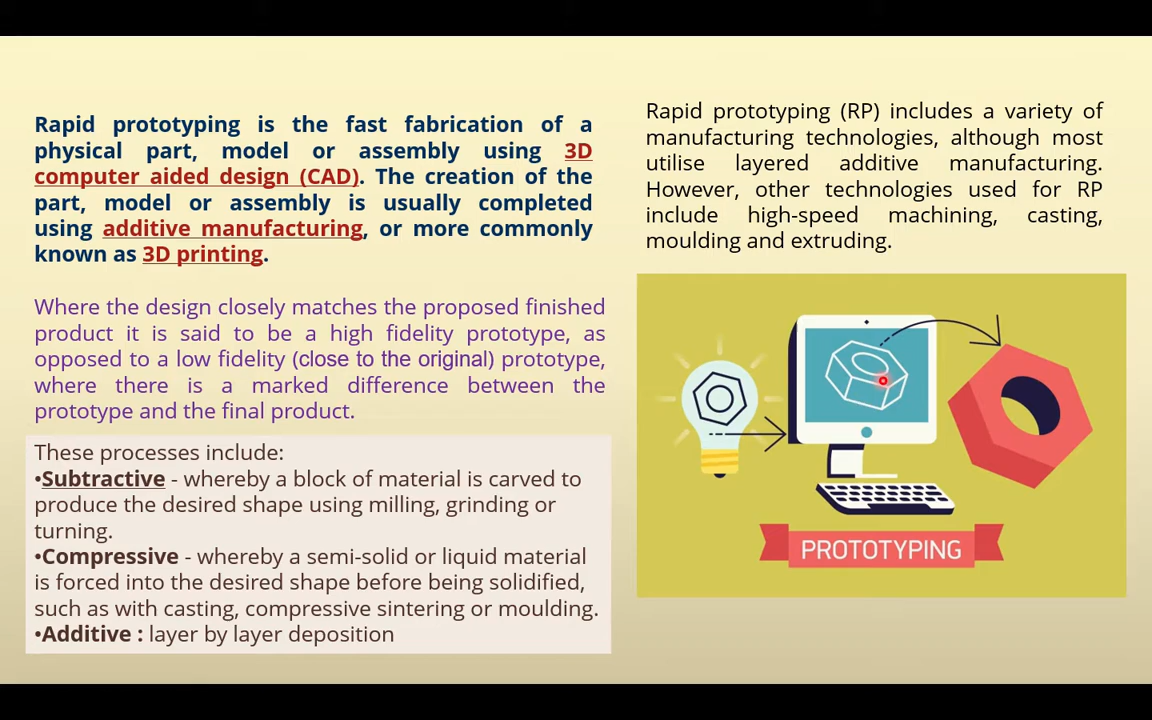 Rapid prototyping is the fast fabrication of a
physical part, model or assembly using 3D
computer aided design (CAD). The creation of the
part, model or assembly is usually completed
using additive manufacturing, or more commonly
known as 3D printing.
Where the design closely matches the proposed finished
product it is said to be a high fidelity prototype, as
opposed to a low fidelity (close to the original) prototype,
where there is a marked difference between the
prototype and the final product.
These processes include:
•Subtractive - whereby a block of material is carved to
produce the desired shape using milling, grinding or
turning.
•Compressive - whereby a semi-solid or liquid material
is forced into the desired shape before being solidified,
such as with casting, compressive sintering or moulding.
•Additive : layer by layer deposition
Rapid prototyping (RP) includes a variety of
manufacturing technologies, although most
utilise layered additive manufacturing.
However, other technologies used for RP
include high-speed machining, casting,
moulding and extruding.
PROTOTYPING